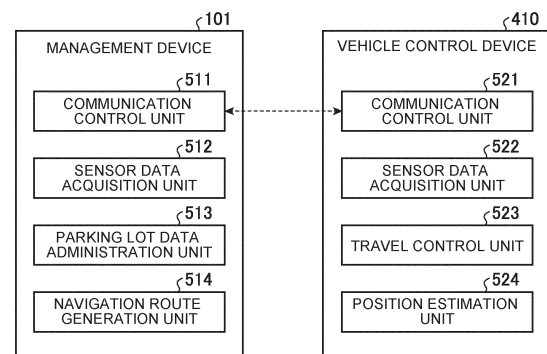 101
MANAGEMENT DEVICE
511
COMMUNICATION
CONTROL UNIT
512
SENSOR DATA
ACQUISITION UNIT
513
PARKING LOT DATA
ADMINISTRATION UNIT
514
NAVIGATION ROUTE
GENERATION UNIT
410
VEHICLE CONTROL DEVICE
521
COMMUNICATION
CONTROL UNIT
522
SENSOR DATA
ACQUISITION UNIT
523
TRAVEL CONTROL UNIT
524
POSITION ESTIMATION
UNIT